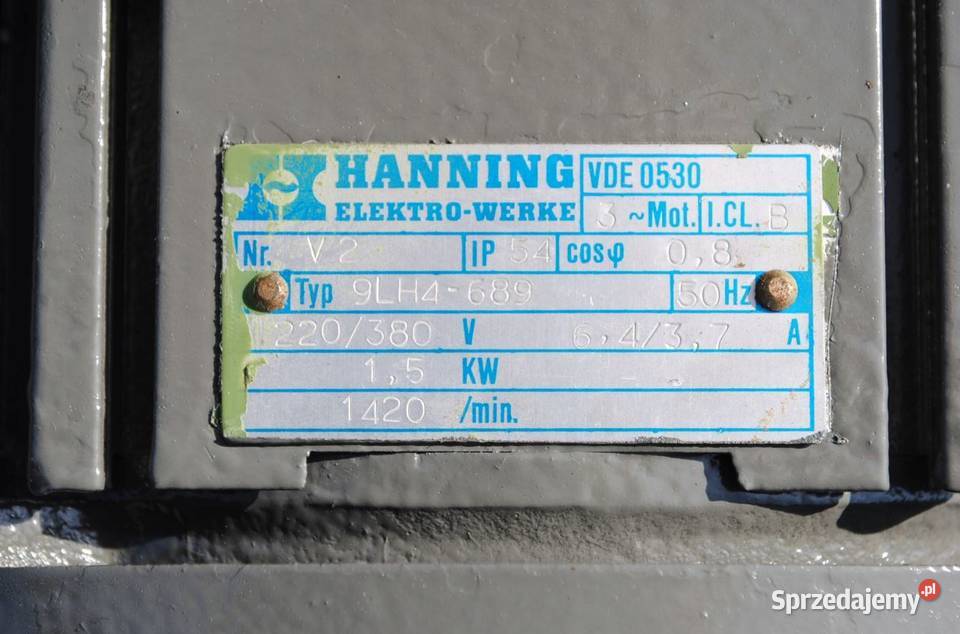 HANNING
ELEKTRO-WERKE
VDE 0530
3 ~Mot. I.CL. B
Nr. V2 IP 54 cosφ 0,8
Typ 9LH4-689 50 Hz
220/380 V 6,4/3,7 A
1,5 KW
1420 /min.
Sprzedajemy.pl